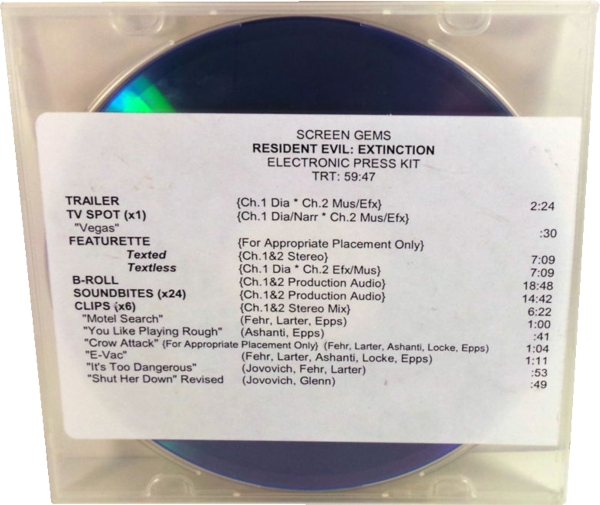 SCREEN GEMS
RESIDENT EVIL: EXTINCTION
ELECTRONIC PRESS KIT
TRT: 59:47
TRAILER {Ch.1 Dia * Ch.2 Mus/Efx} 2:24
TV SPOT (x1) {Ch.1 Dia/Narr * Ch.2 Mus/Efx}
"Vegas" :30
FEATURETTE {For Appropriate Placement Only}
Texted {Ch.1&2 Stereo} 7:09
Textless {Ch.1 Dia * Ch.2 Efx/Mus} 7:09
B-ROLL {Ch.1&2 Production Audio} 18:48
SOUNDBITES (x24) {Ch.1&2 Production Audio} 14:42
CLIPS (x6) {Ch.1&2 Stereo Mix} 6:22
"Motel Search" (Fehr, Larter, Epps) 1:00
"You Like Playing Rough" (Ashanti, Epps) :41
"Crow Attack" {For Appropriate Placement Only} (Fehr, Larter, Ashanti, Locke, Epps) 1:04
"E-Vac" (Fehr, Larter, Ashanti, Locke, Epps) 1:11
"It's Too Dangerous" (Jovovich, Fehr, Larter) :53
"Shut Her Down" Revised (Jovovich, Glenn) :49